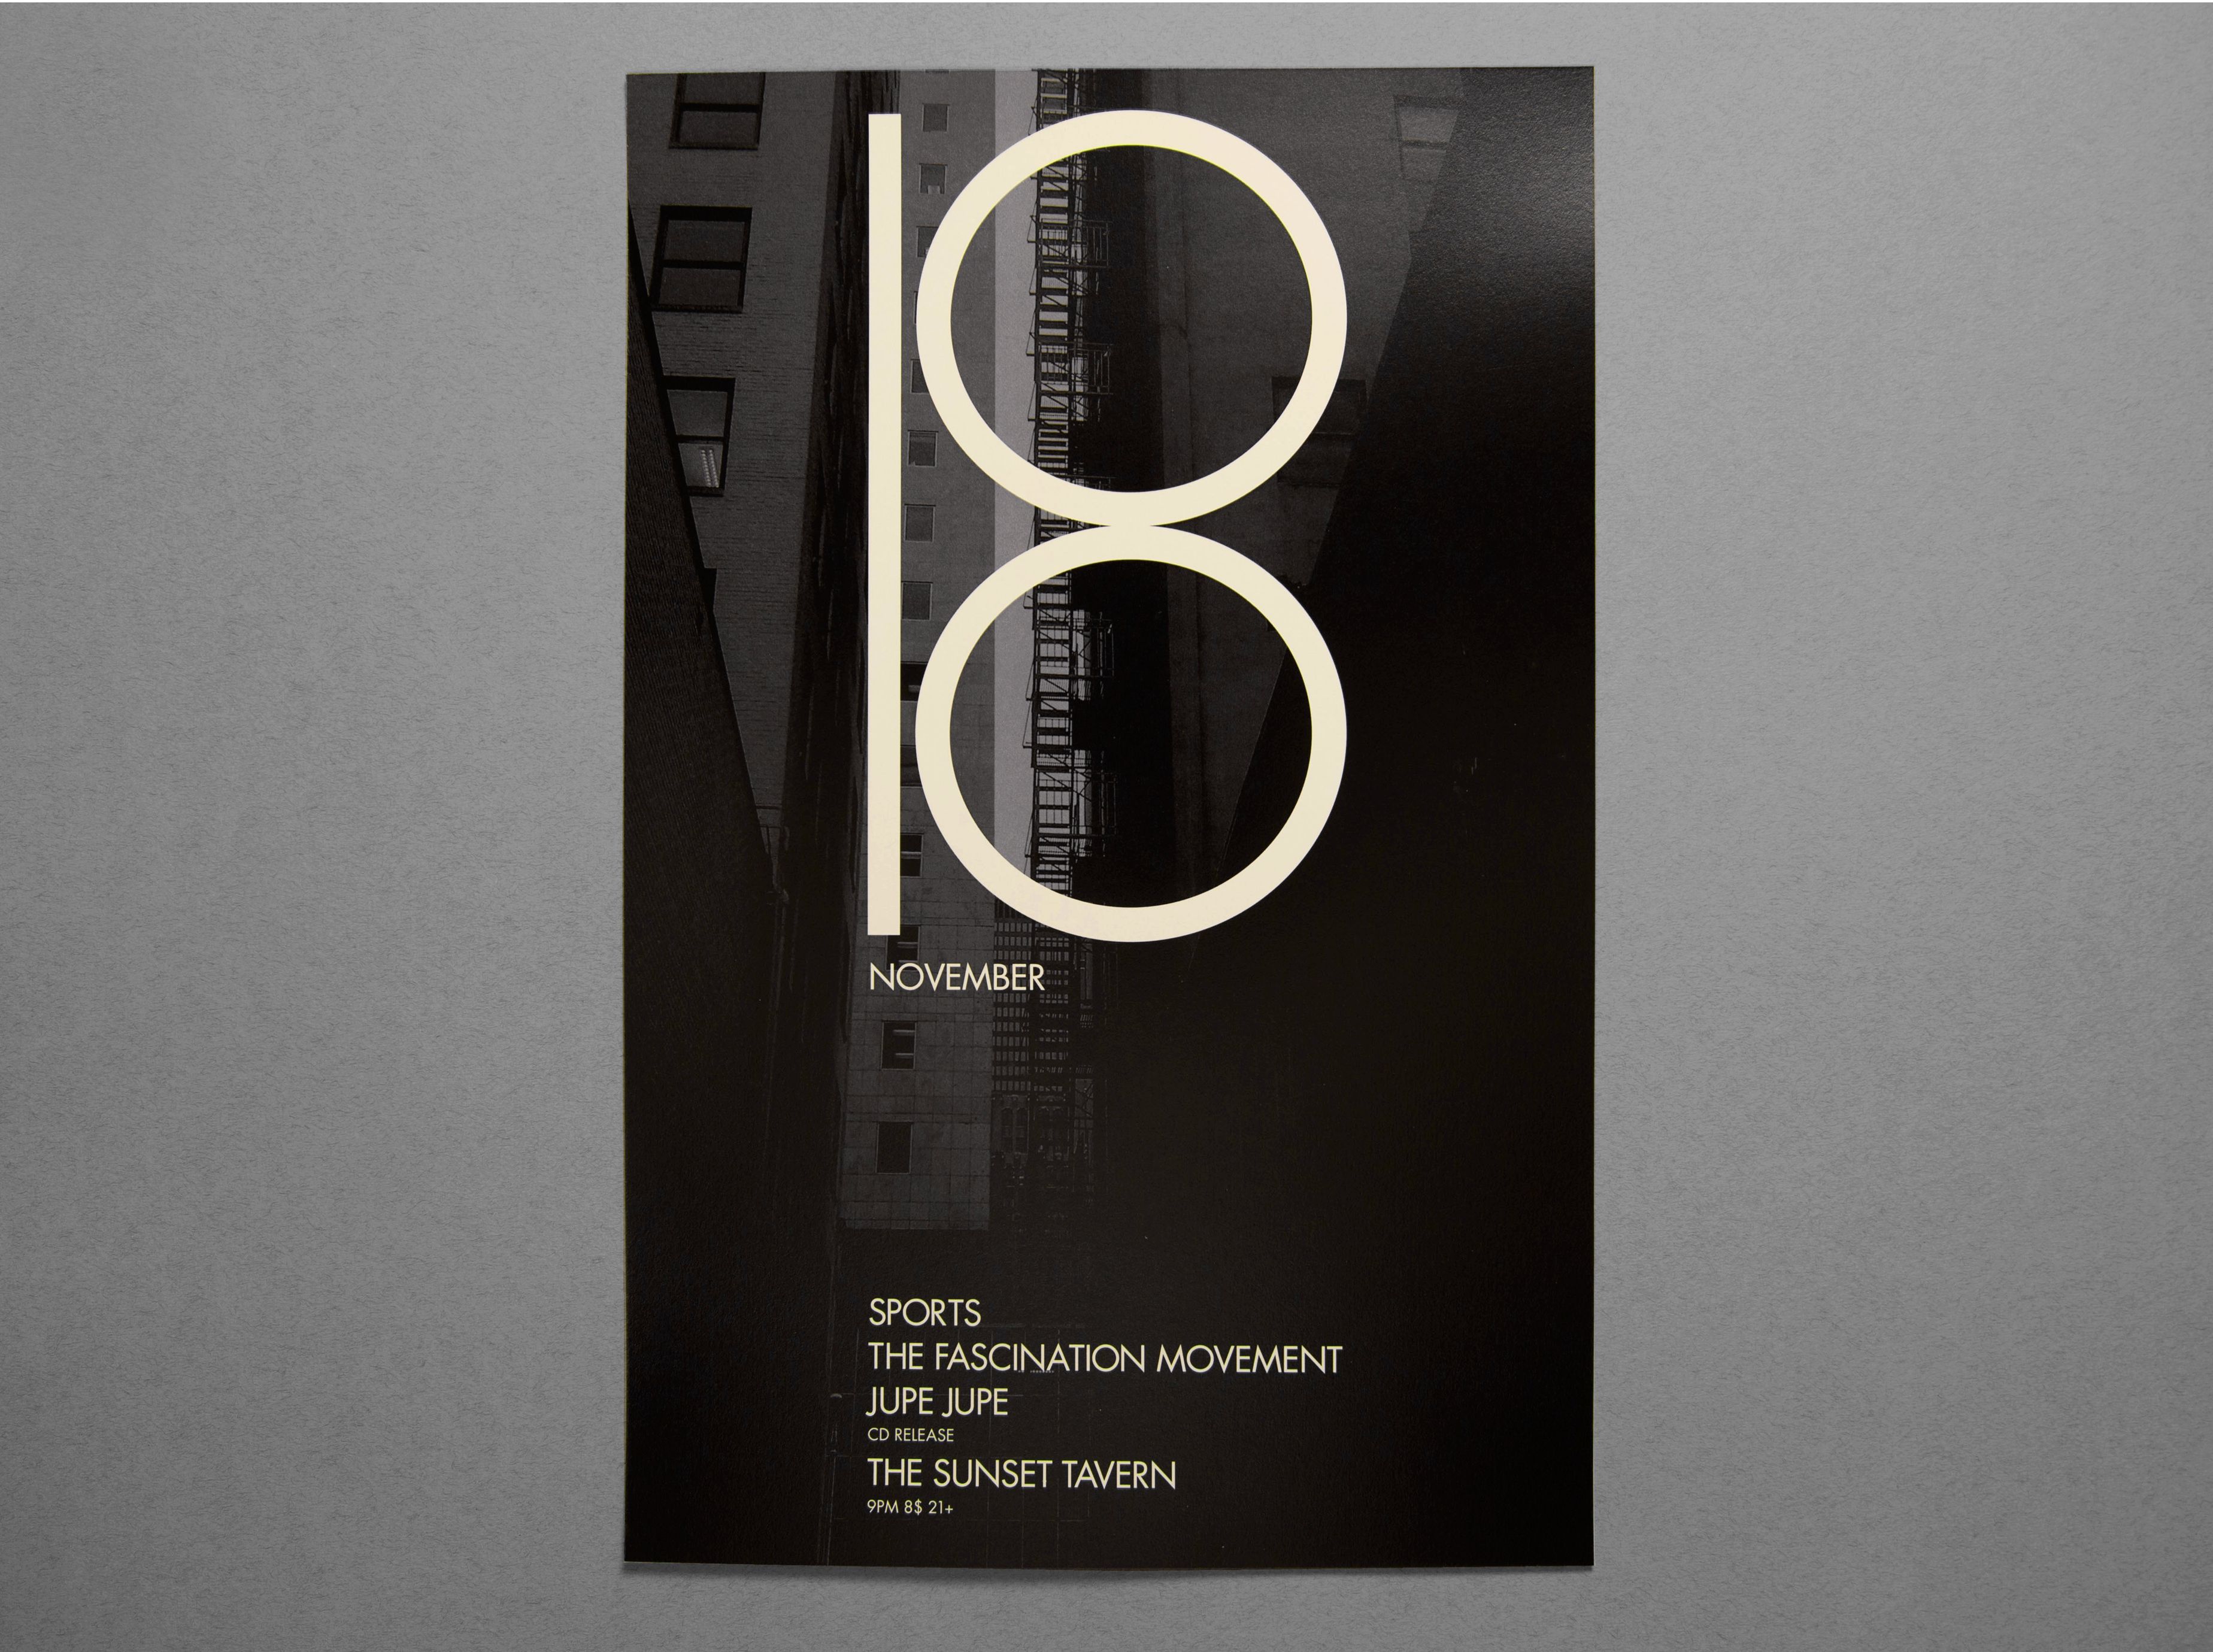 18
NOVEMBER
SPORTS
THE FASCINATION MOVEMENT
JUPE JUPE
CD RELEASE
THE SUNSET TAVERN
9PM 8$ 21+